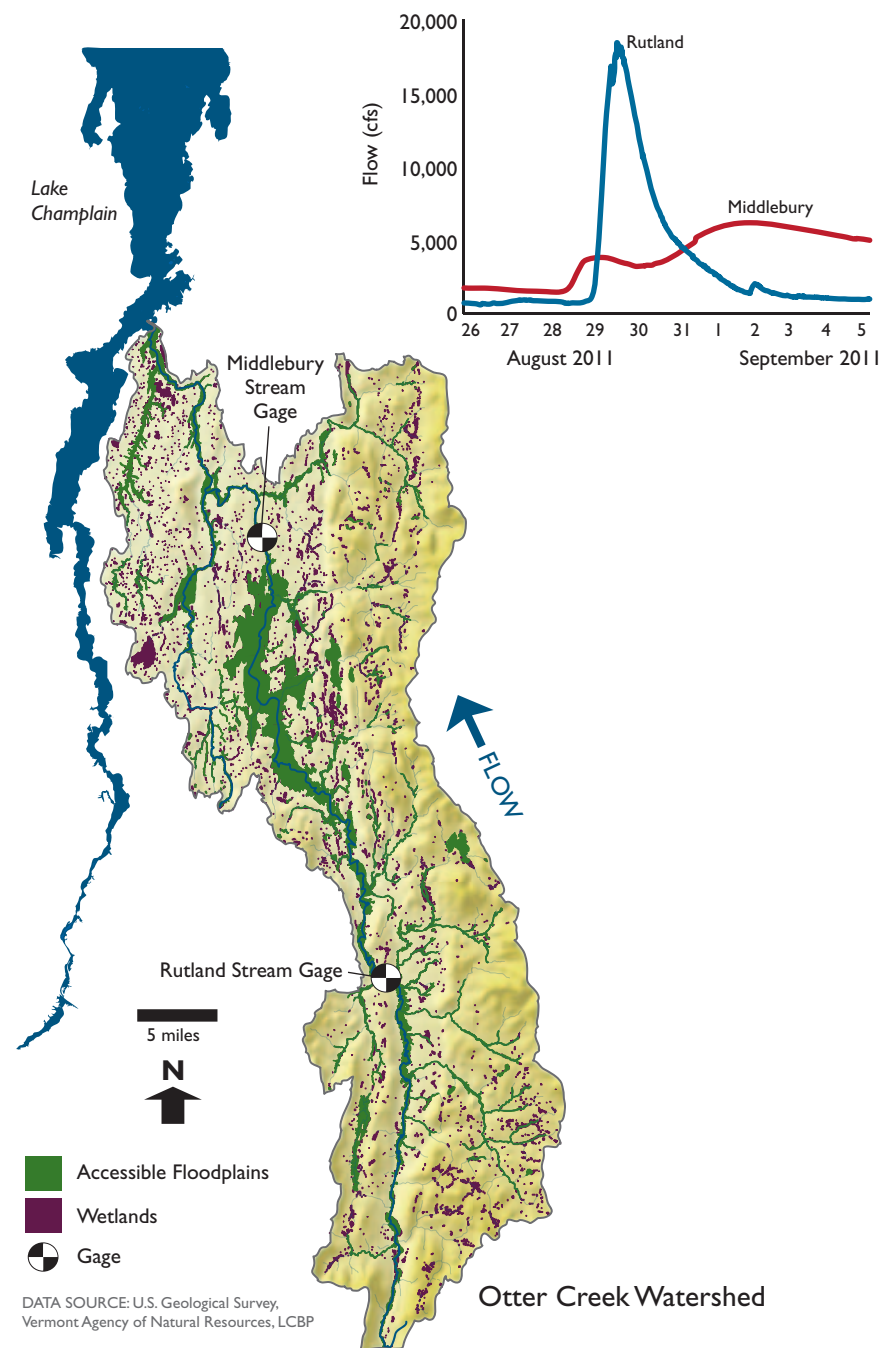 20,000
15,000
10,000
5,000
0
Flow (cfs)
Rutland
Middlebury
26 27 28 29 30 31 1 2 3 4 5
August 2011 September 2011
Lake
Champlain
Middlebury
Stream
Gage
FLOW
Rutland Stream Gage
5 miles
N
Accessible Floodplains
Wetlands
Gage
DATA SOURCE: U.S. Geological Survey,
Vermont Agency of Natural Resources, LCBP
Otter Creek Watershed